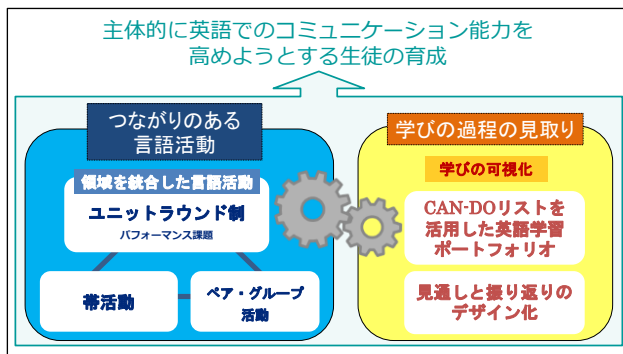 主体的に英語でのコミュニケーション能力を
高めようとする生徒の育成
つながりのある
言語活動
領域を統合した言語活動
ユニットラウンド制
パフォーマンス課題
帯活動
ペア・グループ
活動
学びの過程の見取り
学びの可視化
CAN-DOリストを
活用した英語学習
ポートフォリオ
見通しと振り返りの
デザイン化